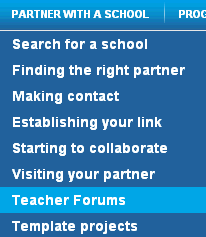 PARTNER WITH A SCHOOL PROG
Search for a school
Finding the right partner
Making contact
Establishing your link
Starting to collaborate
Visiting your partner
Teacher Forums
Template projects